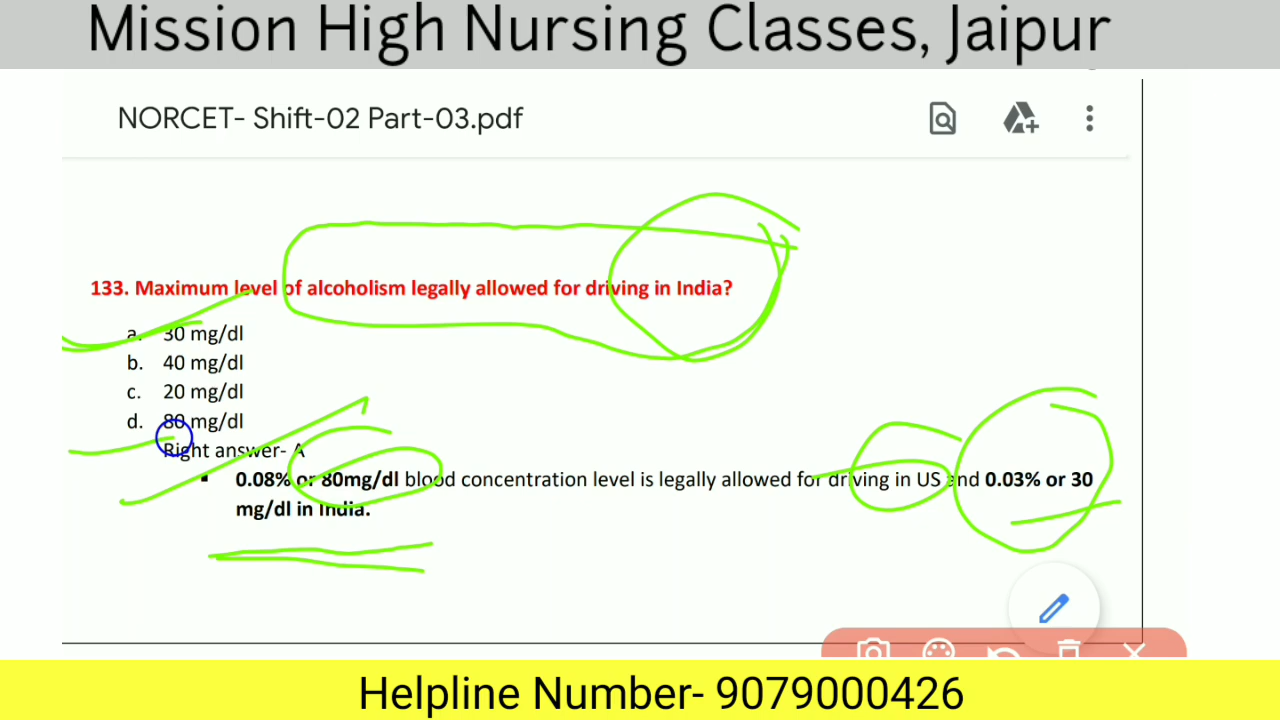 Mission High Nursing Classes, Jaipur
NORCET- Shift-02 Part-03.pdf
133. Maximum level of alcoholism legally allowed for driving in India?
a. 30 mg/dl
b. 40 mg/dl
c. 20 mg/dl
d. 80 mg/dl
Right answer- A
▪ 0.08% or 80mg/dl blood concentration level is legally allowed for driving in US and 0.03% or 30
mg/dl in India.
Helpline Number- 9079000426